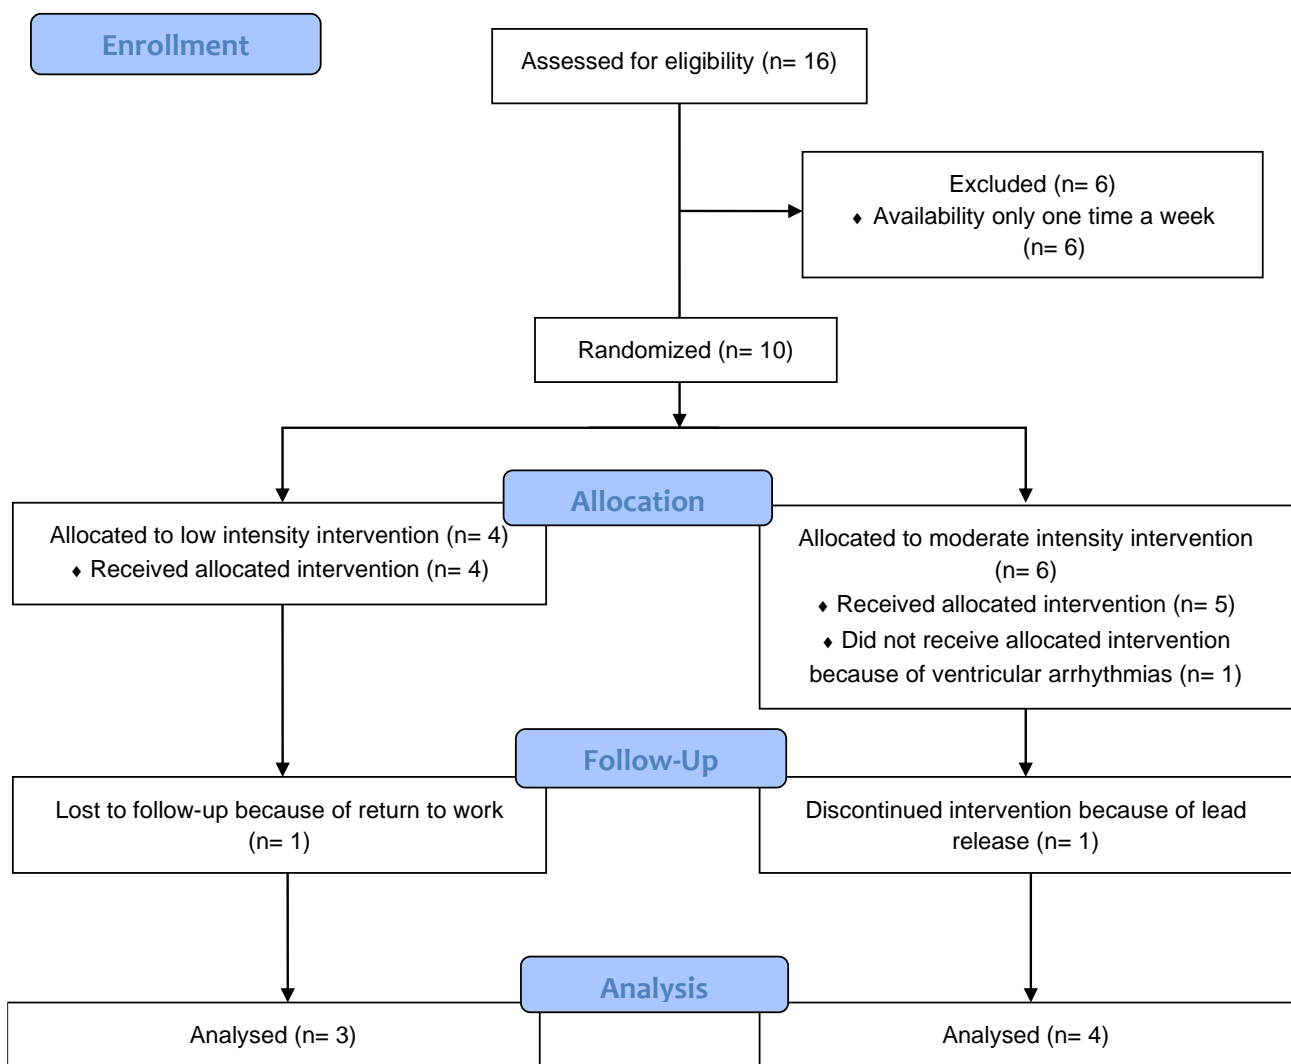 Enrollment
Assessed for eligibility (n= 16)
Excluded (n= 6)
♦ Availability only one time a week
(n= 6)
Randomized (n= 10)
Allocation
Allocated to low intensity intervention (n= 4)
♦ Received allocated intervention (n= 4)
Allocated to moderate intensity intervention
(n= 6)
♦ Received allocated intervention (n= 5)
♦ Did not receive allocated intervention
because of ventricular arrhythmias (n= 1)
Follow-Up
Lost to follow-up because of return to work
(n= 1)
Discontinued intervention because of lead
release (n= 1)
Analysis
Analysed (n= 3)
Analysed (n= 4)